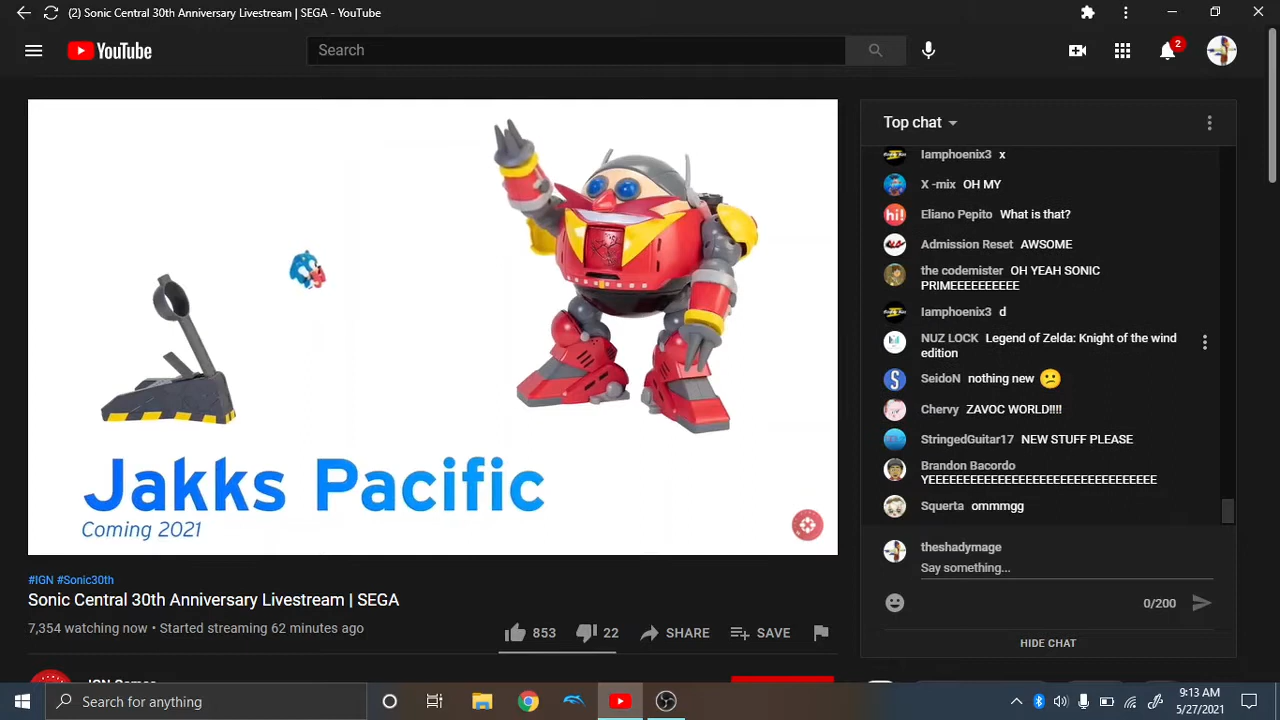 (2) Sonic Central 30th Anniversary Livestream | SEGA - YouTube
YouTube
Search
2
Jakks Pacific
Coming 2021
#IGN #Sonic30th
Sonic Central 30th Anniversary Livestream | SEGA
7,354 watching now • Started streaming 62 minutes ago
853
22
SHARE
SAVE
Top chat
Iamphoenix3 x
X -mix OH MY
hi!
Eliano Pepito What is that?
Admission Reset AWSOME
the codemister OH YEAH SONIC
PRIMEEEEEEEEEE
Iamphoenix3 d
NUZ LOCK Legend of Zelda: Knight of the wind
edition
S
SeidoN nothing new
Chervy ZAVOC WORLD!!!!
StringedGuitar17 NEW STUFF PLEASE
Brandon Bacordo
YEEEEEEEEEEEEEEEEEEEEEEEEEEEEEEEEE
Squerta ommmgg
theshadymage
Say something...
0/200
HIDE CHAT
Search for anything
9:13 AM
5/27/2021